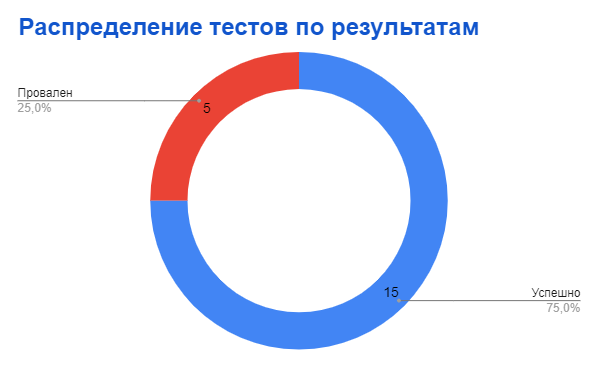 Распределение тестов по результатам
Провален
25,0%
5
15
Успешно
75,0%